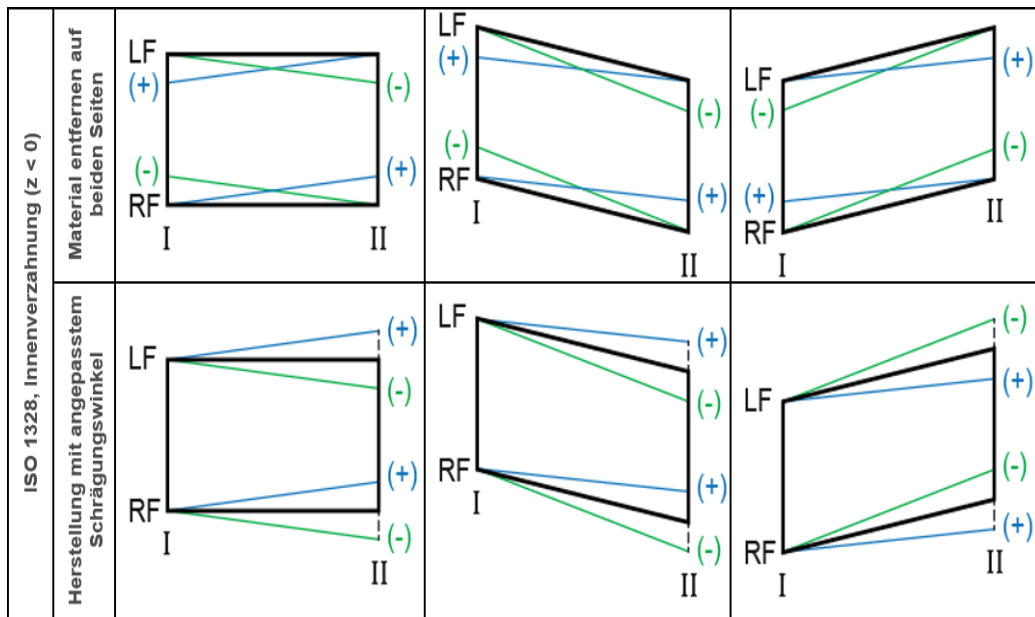 ISO 1328, Innenverzahnung (z < 0)
Material entfernen auf
beiden Seiten
LF
(+)
(-)
(-)
(+)
RF
I
II
LF
(+)
(-)
(-)
RF
(+)
I
II
LF
(+)
(-)
(-)
(+)
RF
I
II
Herstellung mit angepasstem
Schrägungswinkel
(+)
LF
(-)
(+)
RF
(-)
I
II
LF
(+)
(-)
RF
(+)
(-)
I
II
(-)
LF
(+)
(-)
(+)
RF
I
II